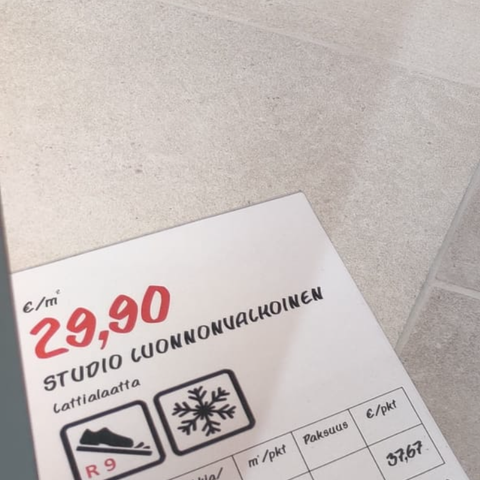 €/m²
29,90
STUDIO LUONNONVALKOINEN
Lattialaatta
R 9
m²/pkt Paksuus €/pkt
37,67